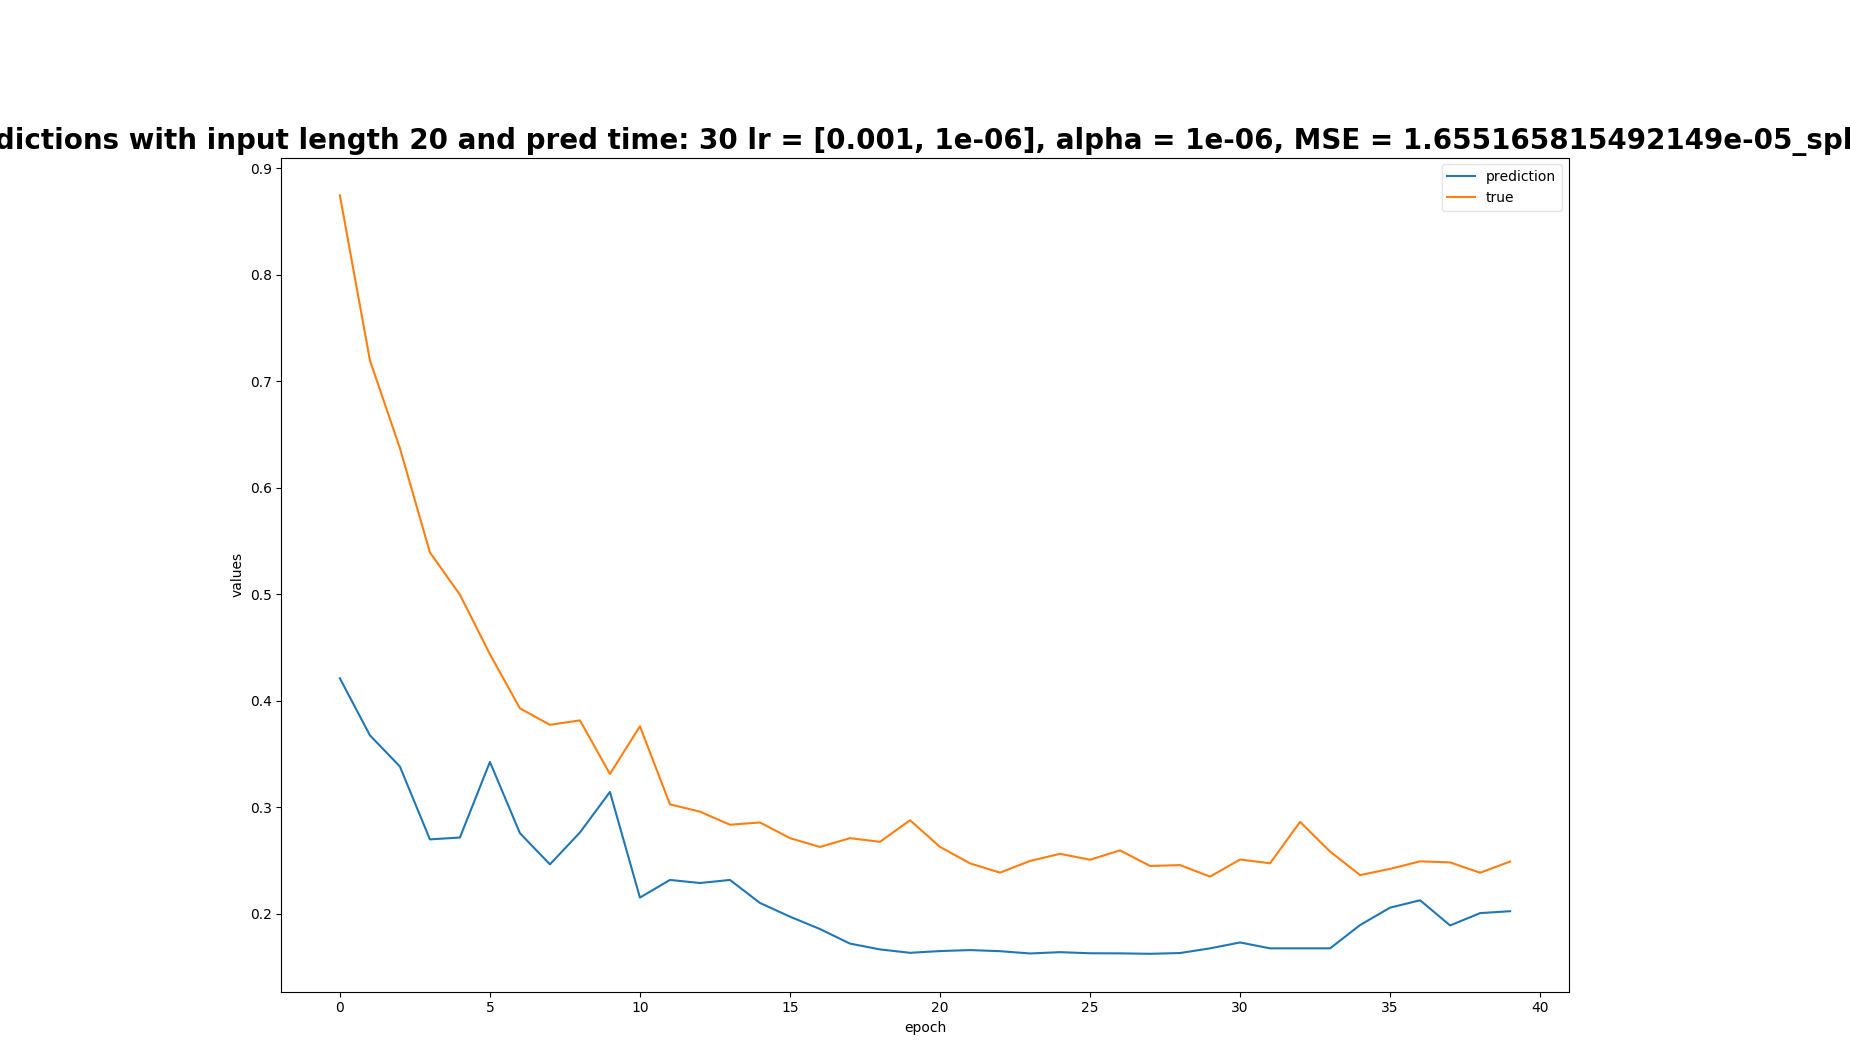 dictions with input length 20 and pred time: 30 lr = [0.001, 1e-06], alpha = 1e-06, MSE = 1.655165815492149e-05_spl
prediction
true
0.9
0.8
0.7
0.6
0.5
0.4
0.3
0.2
values
0 5 10 15 20 25 30 35 40
epoch